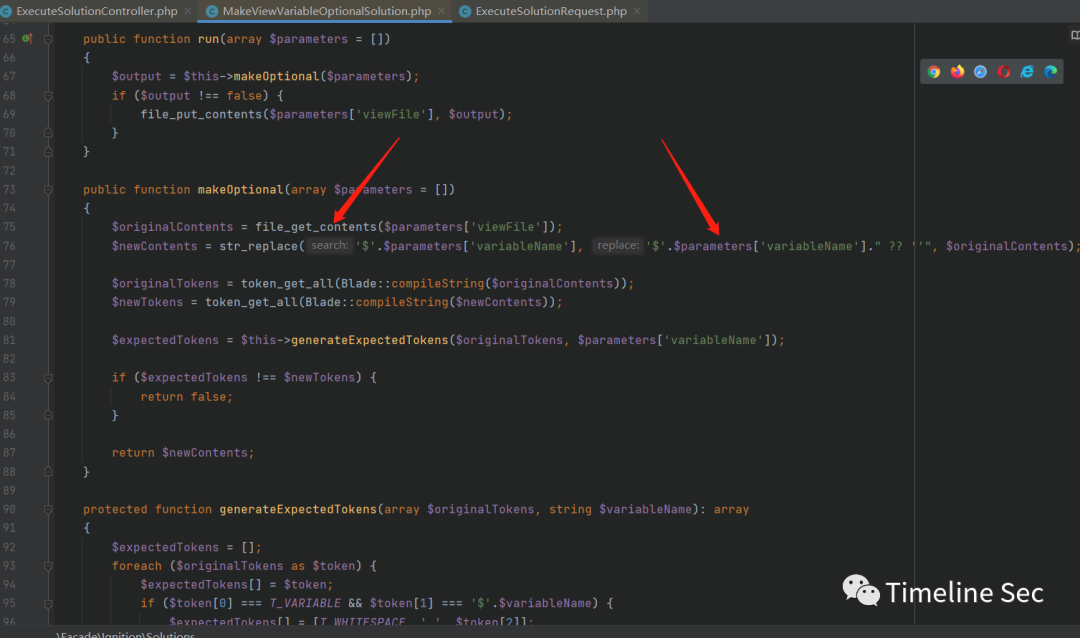 ExecuteSolutionController.php × MakeViewVariableOptionalSolution.php × ExecuteSolutionRequest.php ×
65 public function run(array $parameters = [])
66 {
67 $output = $this->makeOptional($parameters);
68 if ($output !== false) {
69 file_put_contents($parameters['viewFile'], $output);
70 }
71 }
72
73 public function makeOptional(array $parameters = [])
74 {
75 $originalContents = file_get_contents($parameters['viewFile']);
76 $newContents = str_replace( search: '$'.$parameters['variableName'], replace: '$'.$parameters['variableName']." ?? ''", $originalContents);
77
78 $originalTokens = token_get_all(Blade::compileString($originalContents));
79 $newTokens = token_get_all(Blade::compileString($newContents));
80
81 $expectedTokens = $this->generateExpectedTokens($originalTokens, $parameters['variableName']);
82
83 if ($expectedTokens !== $newTokens) {
84 return false;
85 }
86
87 return $newContents;
88 }
89
90 protected function generateExpectedTokens(array $originalTokens, string $variableName): array
91 {
92 $expectedTokens = [];
93 foreach ($originalTokens as $token) {
94 $expectedTokens[] = $token;
95 if ($token[0] === T_VARIABLE && $token[1] === '$'.$variableName) {
96 $expectedTokens[] = [T_WHITESPACE, ' ', $token[2]];
\Facade\Ignition\Solutions
Timeline Sec